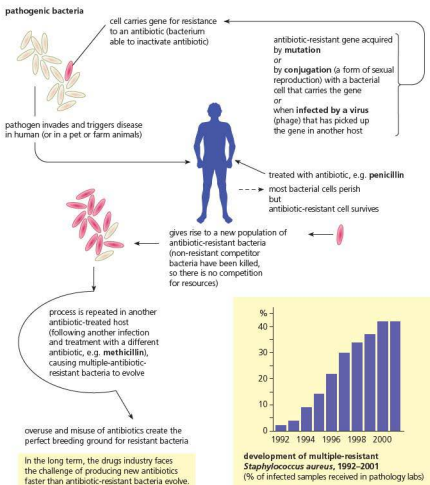 pathogenic bacteria
cell carries gene for resistance
to an antibiotic (bacterium
able to inactivate antibiotic)
antibiotic-resistant gene acquired
by mutation
or
by conjugation (a form of sexual
reproduction) with a bacterial
cell that carries the gene
or
when infected by a virus
(phage) that has picked up
the gene in another host
pathogen invades and triggers disease
in human (or in a pet or farm animals)
treated with antibiotic, e.g. penicillin
most bacterial cells perish
but
antibiotic-resistant cell survives
gives rise to a new population of
antibiotic-resistant bacteria
(non-resistant competitor
bacteria have been killed,
so there is no competition
for resources)
process is repeated in another
antibiotic-treated host
(following another infection
and treatment with a different
antibiotic, e.g. methicillin),
causing multiple-antibiotic-
resistant bacteria to evolve
overuse and misuse of antibiotics create the
perfect breeding ground for resistant bacteria
In the long term, the drugs industry faces
the challenge of producing new antibiotics
faster than antibiotic-resistant bacteria evolve.
%
40
30
20
10
0
1992 1994 1996 1998 2000
development of multiple-resistant
Staphylococcus aureus, 1992–2001
(% of infected samples received in pathology labs)